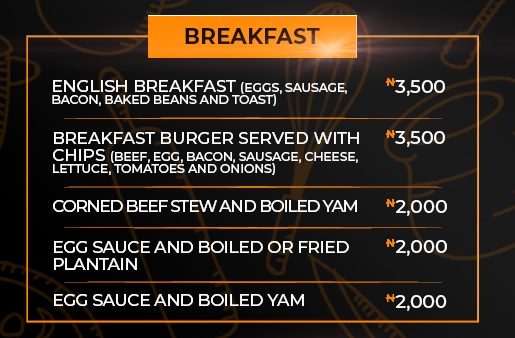 BREAKFAST
ENGLISH BREAKFAST (EGGS, SAUSAGE, ₦3,500
BACON, BAKED BEANS AND TOAST)
BREAKFAST BURGER SERVED WITH ₦3,500
CHIPS (BEEF, EGG, BACON, SAUSAGE, CHEESE,
LETTUCE, TOMATOES AND ONIONS)
CORNED BEEF STEW AND BOILED YAM ₦2,000
EGG SAUCE AND BOILED OR FRIED ₦2,000
PLANTAIN
EGG SAUCE AND BOILED YAM ₦2,000